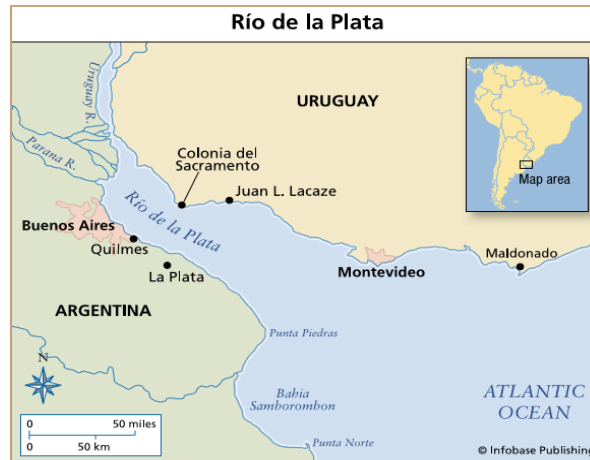 Río de la Plata
Uruguay R.
Parana R.
URUGUAY
Map area
Colonia del
Sacramento
Juan L. Lacaze
Río de la Plata
Buenos Aires
Quilmes
La Plata
Montevideo
Maldonado
ARGENTINA
Punta Piedras
N
Bahia
Samborombon
ATLANTIC
OCEAN
0 50 miles
0 50 km
Punta Norte
© Infobase Publishing